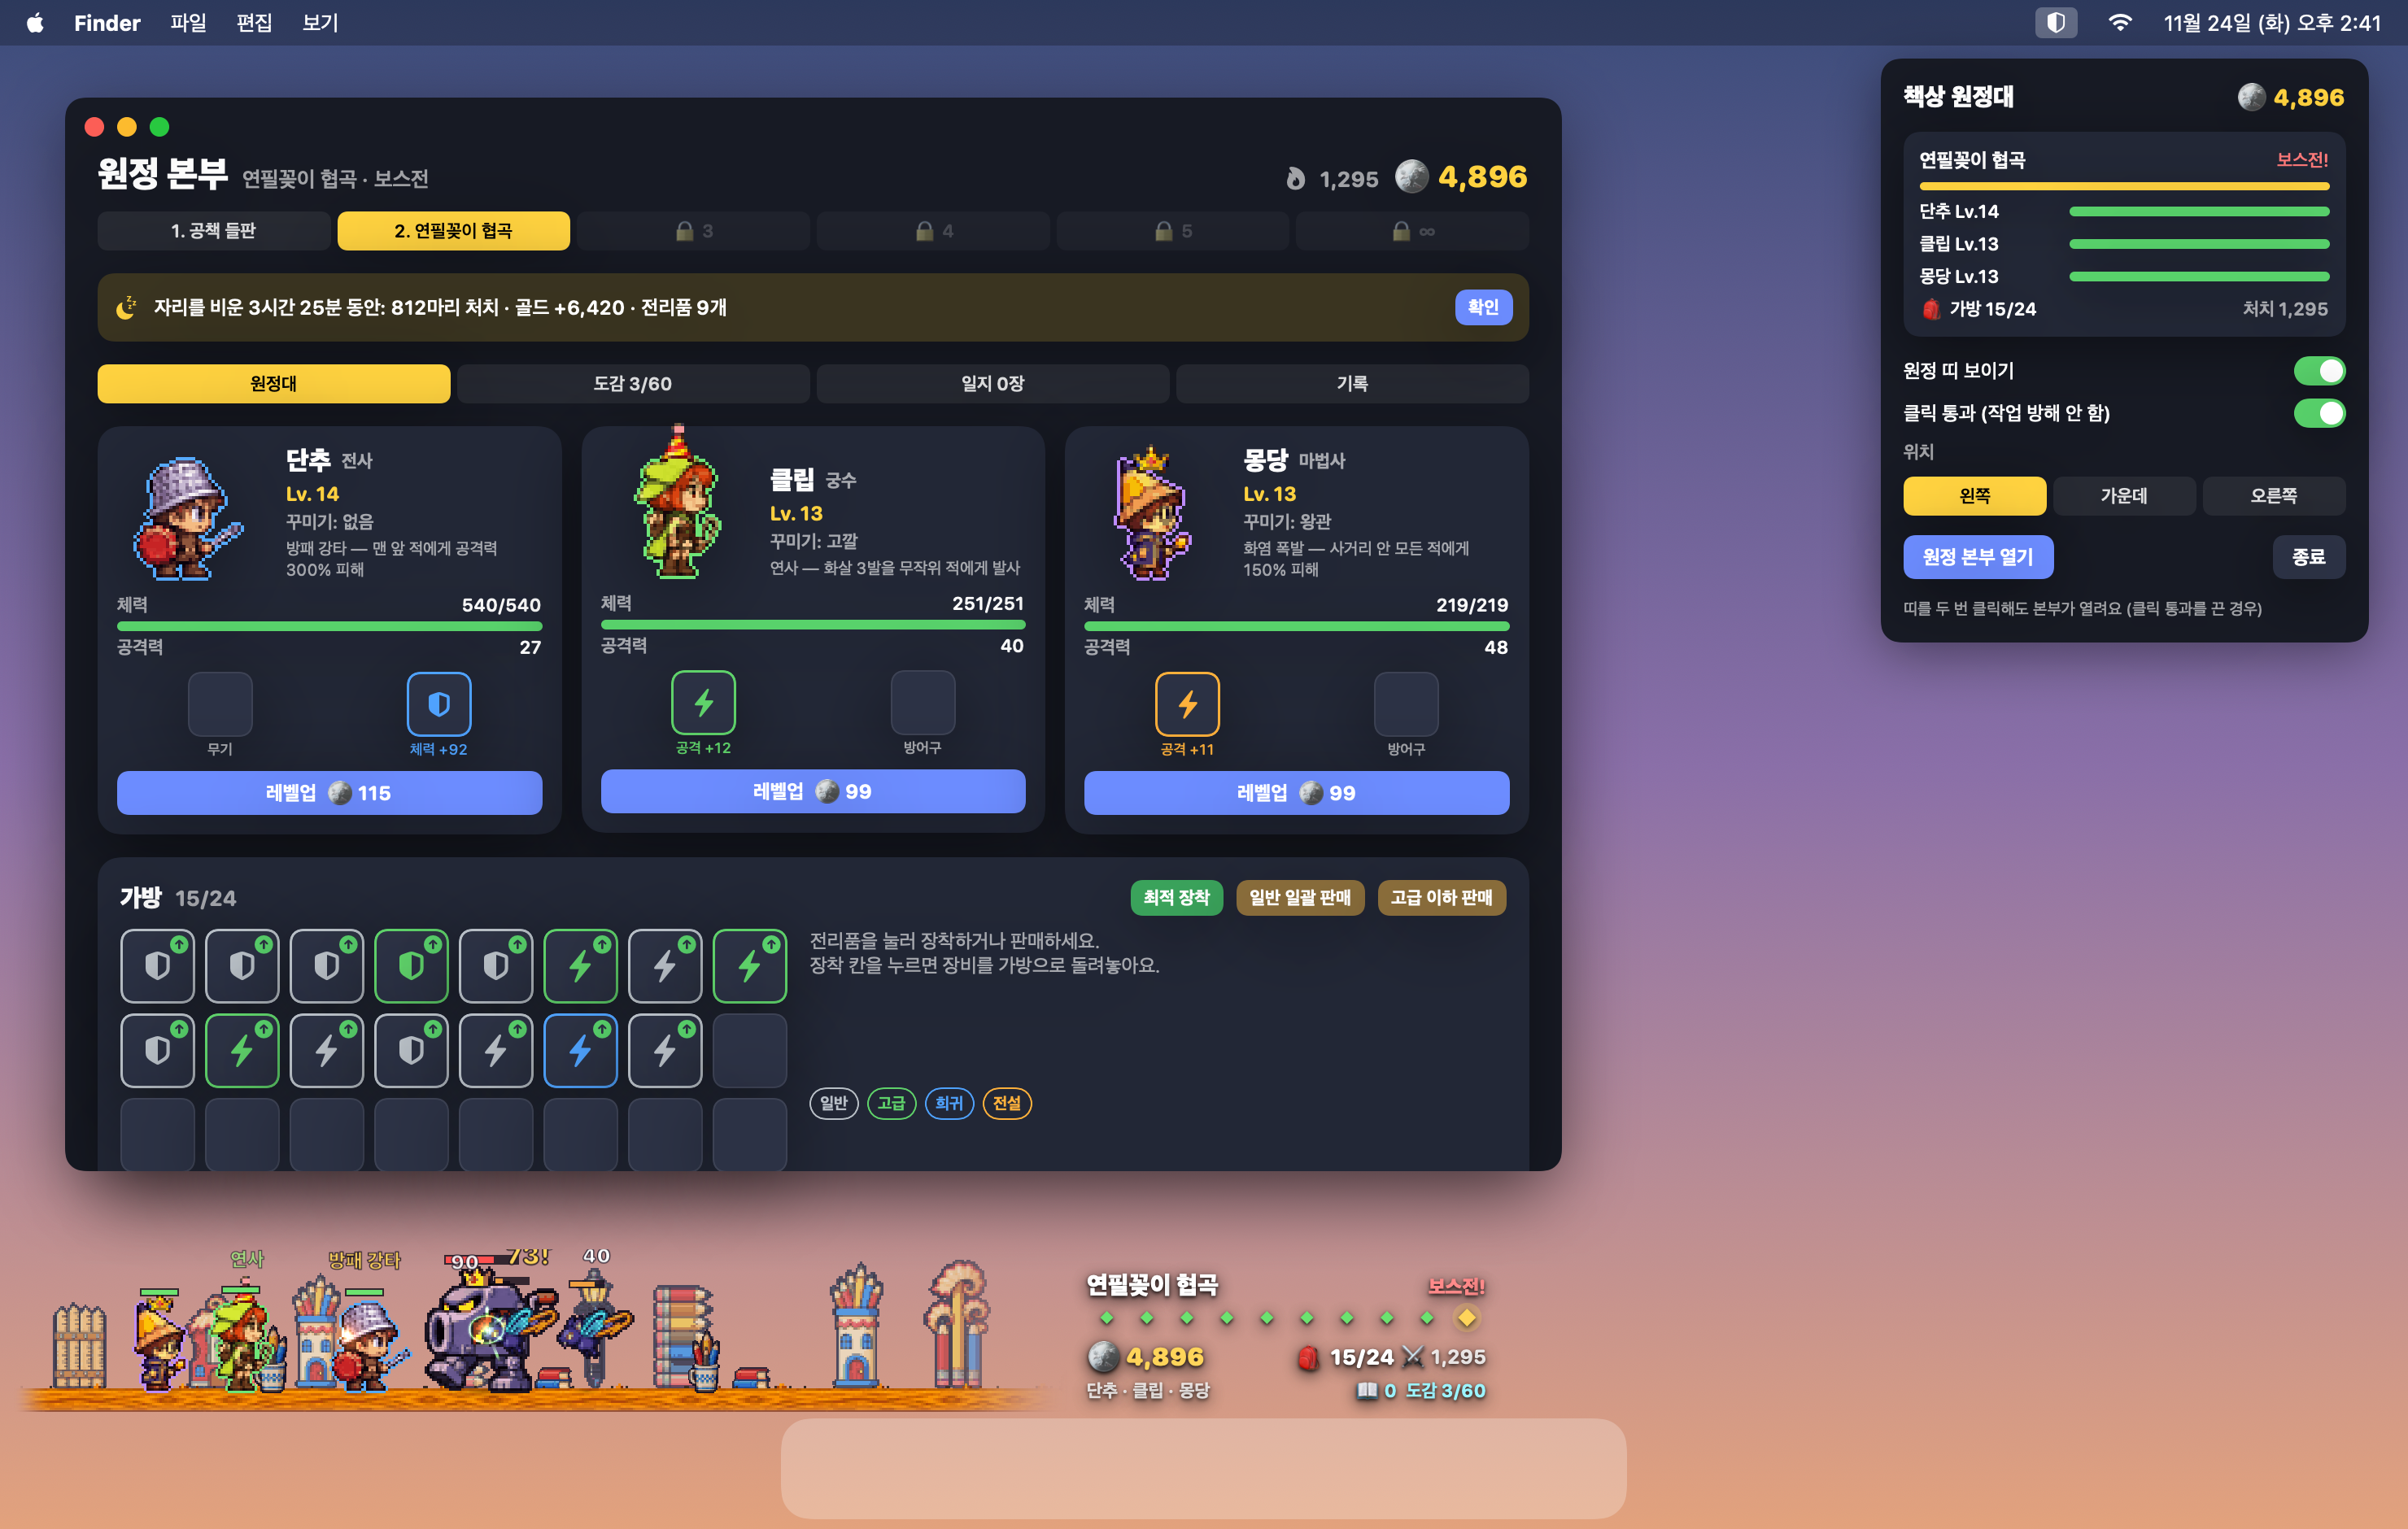 Finder 파일 편집 보기
11월 24일 (화) 오후 2:41
원정 본부 연필꽂이 협곡 · 보스전
1,295 4,896
1. 공책 들판
2. 연필꽂이 협곡
3
4
5
∞
자리를 비운 3시간 25분 동안: 812마리 처치 · 골드 +6,420 · 전리품 9개
확인
원정대
도감 3/60
일지 0장
기록
단추 전사
Lv. 14
꾸미기: 없음
방패 강타 — 맨 앞 적에게 공격력
300% 피해
체력 540/540
공격력 27
무기
체력 +92
레벨업 115
클립 궁수
Lv. 13
꾸미기: 고깔
연사 — 화살 3발을 무작위 적에게 발사
체력 251/251
공격력 40
공격 +12
방어구
레벨업 99
몽당 마법사
Lv. 13
꾸미기: 왕관
화염 폭발 — 사거리 안 모든 적에게
150% 피해
체력 219/219
공격력 48
공격 +11
방어구
레벨업 99
가방 15/24
최적 장착
일반 일괄 판매
고급 이하 판매
전리품을 눌러 장착하거나 판매하세요.
장착 칸을 누르면 장비를 가방으로 돌려놓아요.
일반
고급
희귀
전설
책상 원정대 4,896
연필꽂이 협곡 보스전!
단추 Lv.14
클립 Lv.13
몽당 Lv.13
가방 15/24 처치 1,295
원정 띠 보이기
클릭 통과 (작업 방해 안 함)
위치
왼쪽
가운데
오른쪽
원정 본부 열기
종료
띠를 두 번 클릭해도 본부가 열려요 (클릭 통과를 끈 경우)
연사
방패 강타
90
73!
40
연필꽂이 협곡 보스전!
4,896 15/24 1,295
단추 · 클립 · 몽당 0 도감 3/60